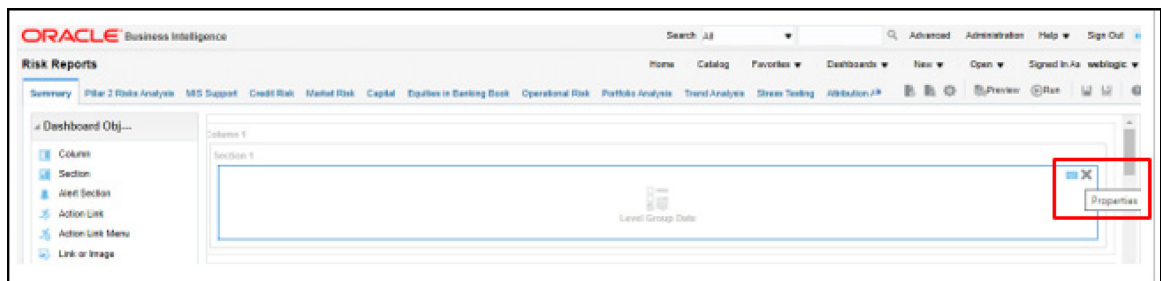 ORACLE Business Intelligence Search All Advanced Administration Help Sign Out
Risk Reports Home Catalog Favorites Dashboards New Open Signed In As weblogic
Summary Pillar 2 Risks Analysis MIS Support Credit Risk Market Risk Capital Equities in Banking Book Operational Risk Portfolio Analysis Trend Analysis Stress Testing Attribution Preview Run
Dashboard Obj...
Column 1
Column
Section 1
Section
Alert Section
Properties
Action Link
Level Group Date
Action Link Menu
Link or Image